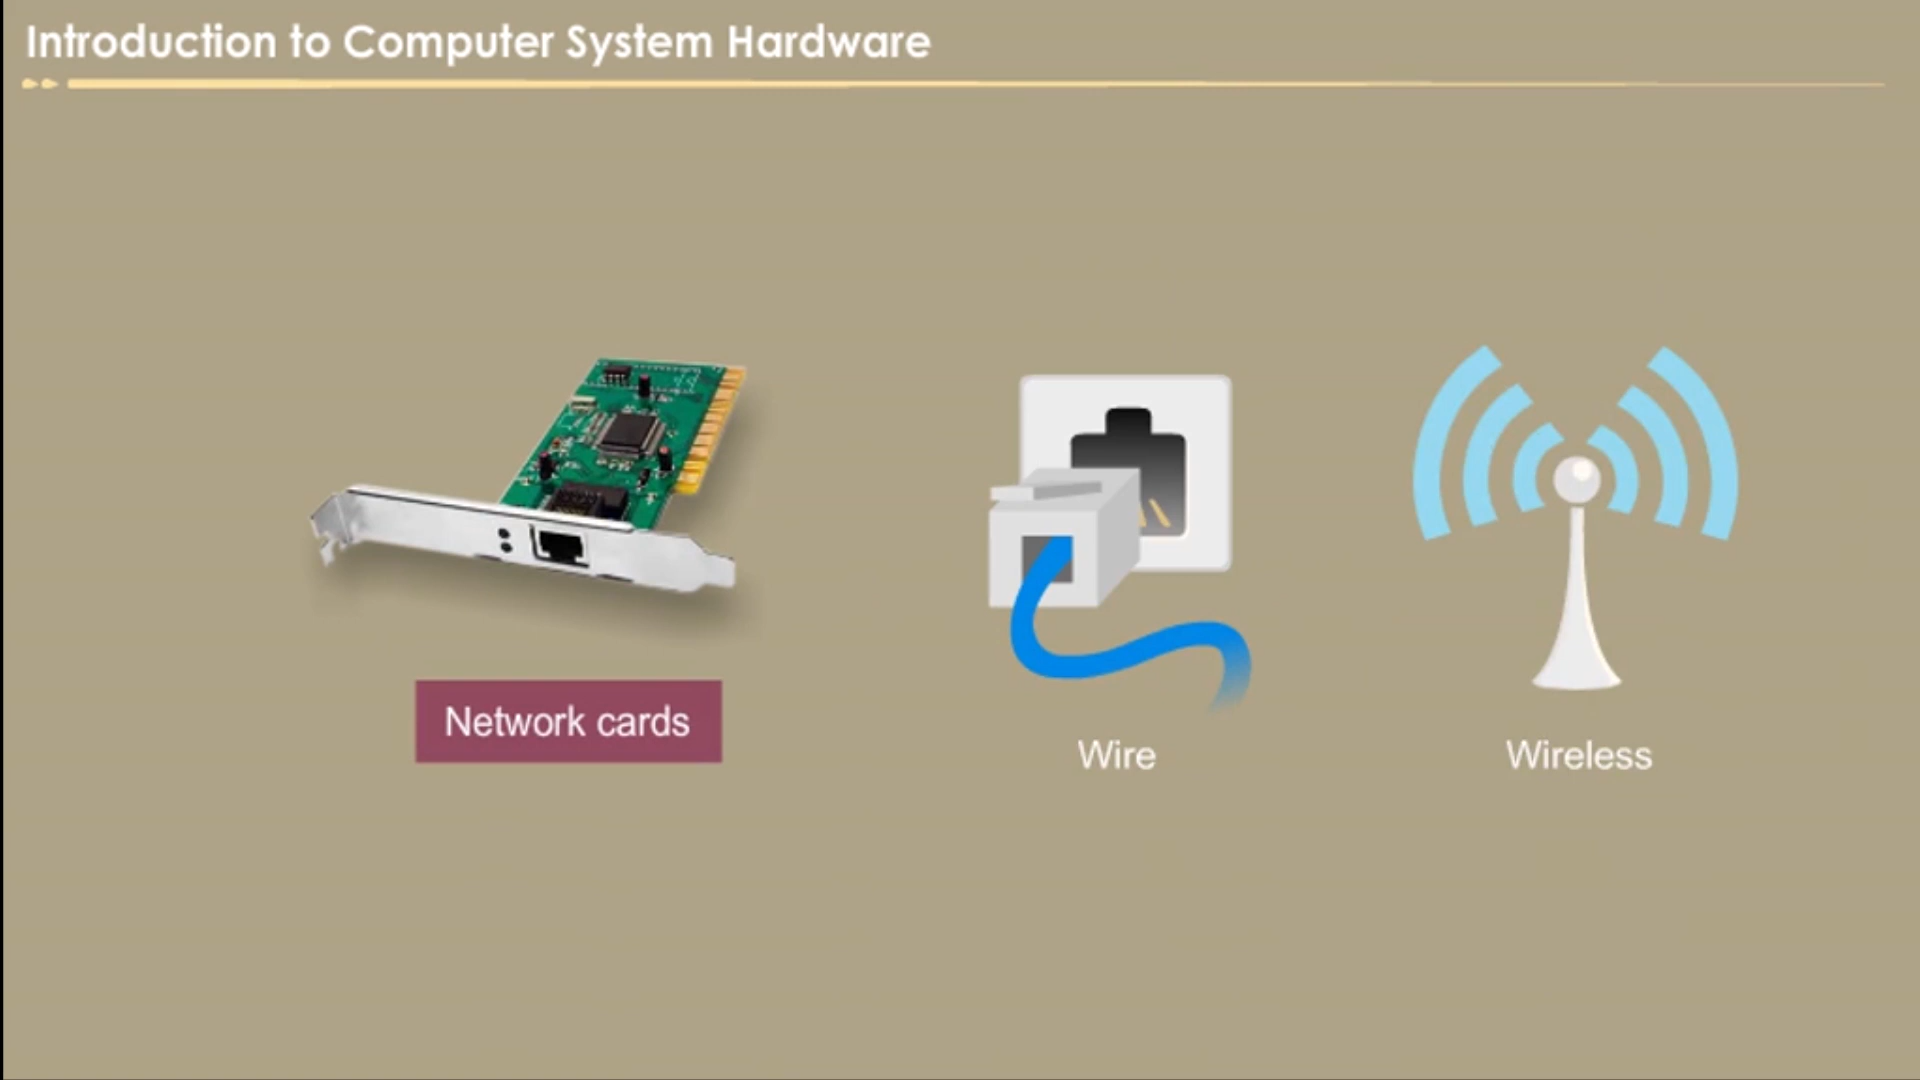 Introduction to Computer System Hardware
Network cards
Wire
Wireless